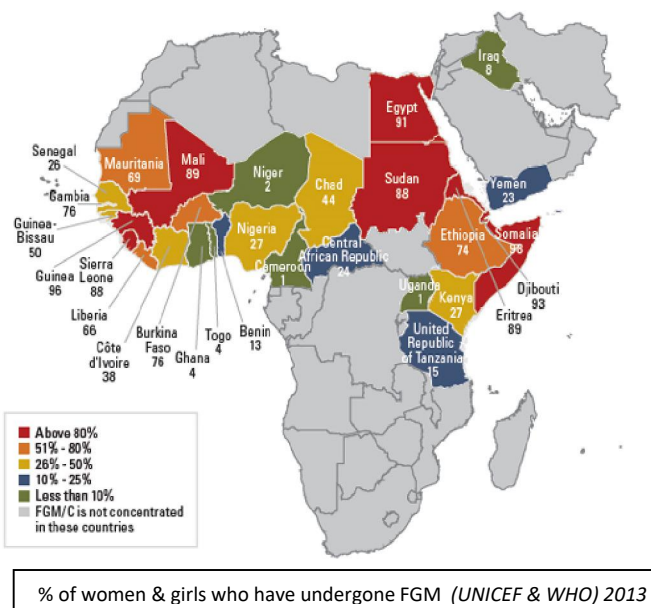 Iraq
8
Egypt
91
Mauritania
69
Mali
89
Niger
2
Chad
44
Sudan
88
Yemen
23
Senegal
26
Gambia
76
Guinea-
Bissau
50
Guinea
96
Sierra
Leone
88
Liberia
66
Côte
d'Ivoire
38
Burkina
Faso
76
Ghana
4
Togo
4
Benin
13
Nigeria
27
Cameroon
1
Central
African Republic
24
Ethiopia
74
Somalia
98
Djibouti
93
Eritrea
89
Uganda
1
Kenya
27
United
Republic
of Tanzania
15
Above 80%
51% - 80%
26% - 50%
10% - 25%
Less than 10%
FGM/C is not concentrated
in these countries
% of women & girls who have undergone FGM (UNICEF & WHO) 2013